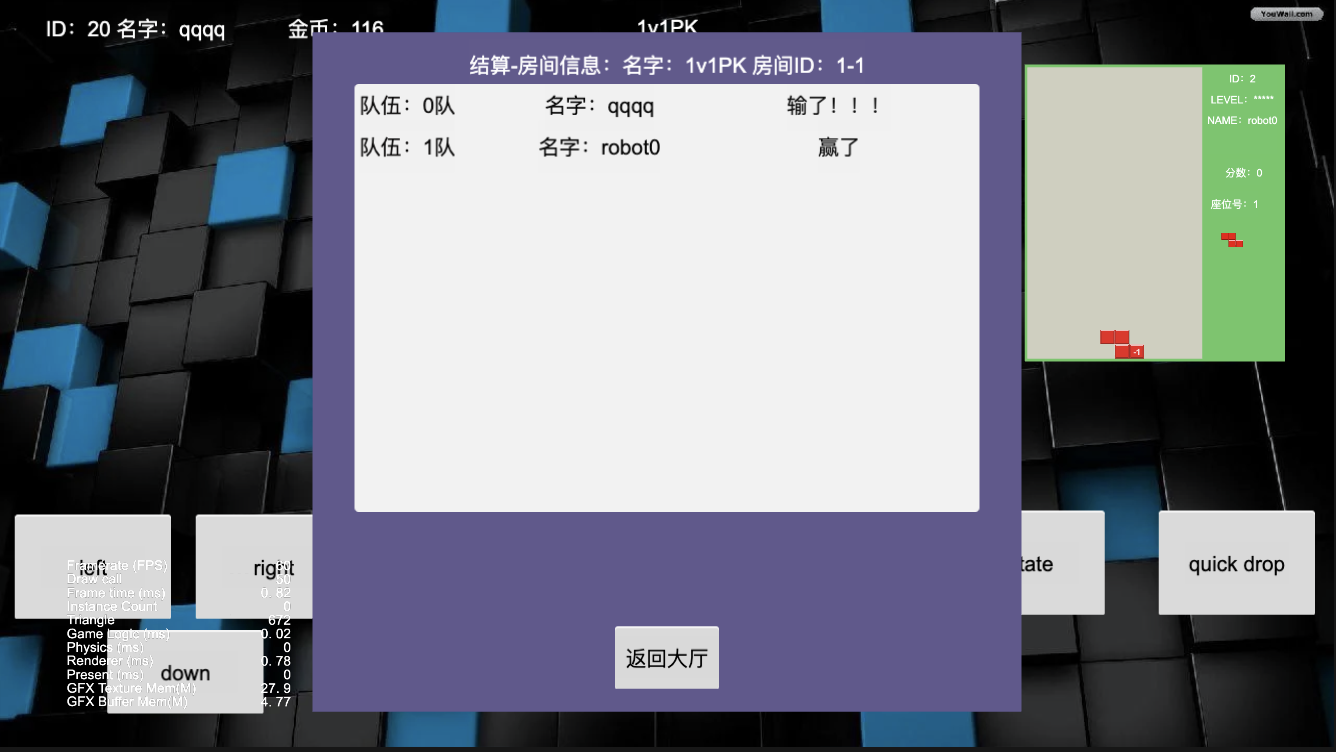 ID：20 名字：qqqq
金币：116
1v1PK
YouWall.com
结算-房间信息：名字：1v1PK 房间ID：1-1
队伍：0队 名字：qqqq 输了！！！
队伍：1队 名字：robot0 赢了
ID：2
LEVEL：*****
NAME：robot0
分数：0
座位号：1
-1
left
right
tate
quick drop
down
Framerate (FPS)
Draw call 50
Frame time (ms) 0.82
Instance Count 0
Triangle 672
Game Logic (ms) 0.02
Physics (ms) 0
Renderer (ms) 0.78
Present (ms) 0
GFX Texture Mem(M) 27.9
GFX Buffer Mem(M) 4.77
返回大厅